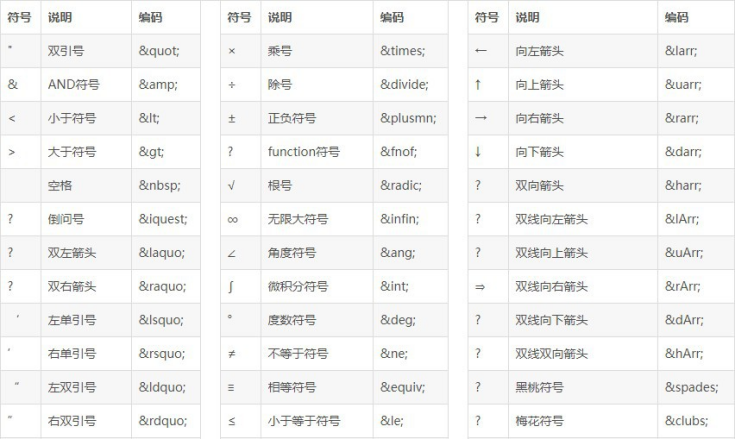 符号 说明 编码 符号 说明 编码 符号 说明 编码
" 双引号 &quot; × 乘号 &times; ← 向左箭头 &larr;
& AND符号 &amp; ÷ 除号 &divide; ↑ 向上箭头 &uarr;
< 小于符号 &lt; ± 正负符号 &plusmn; → 向右箭头 &rarr;
> 大于符号 &gt; ? function符号 &fnof; ↓ 向下箭头 &darr;
空格 &nbsp; √ 根号 &radic; ? 双向箭头 &harr;
? 倒问号 &iquest; ∞ 无限大符号 &infin; ? 双线向左箭头 &lArr;
? 双左箭头 &laquo; ∠ 角度符号 &ang; ? 双线向上箭头 &uArr;
? 双右箭头 &raquo; ∫ 微积分符号 &int; ⇒ 双线向右箭头 &rArr;
‘ 左单引号 &lsquo; ° 度数符号 &deg; ? 双线向下箭头 &dArr;
’ 右单引号 &rsquo; ≠ 不等于符号 &ne; ? 双线双向箭头 &hArr;
“ 左双引号 &ldquo; ≡ 相等符号 &equiv; ? 黑桃符号 &spades;
” 右双引号 &rdquo; ≤ 小于等于符号 &le; ? 梅花符号 &clubs;